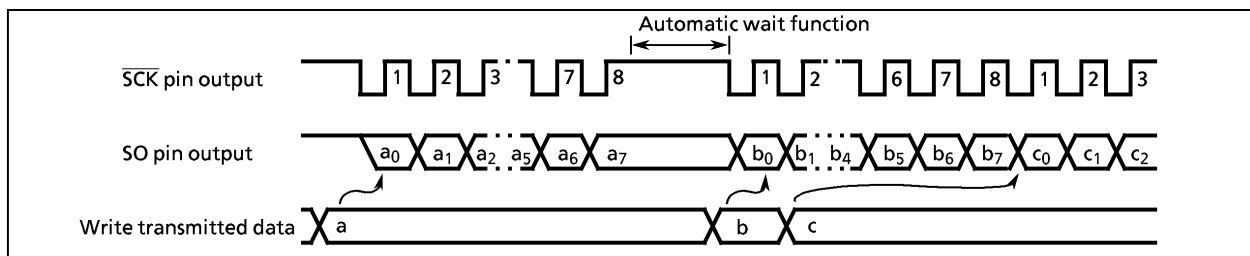 Automatic wait function
S̅C̅K̅ pin output 1 2 3 7 8 1 2 6 7 8 1 2 3
SO pin output a₀ a₁ a₂ a₅ a₆ a₇ b₀ b₁ b₄ b₅ b₆ b₇ c₀ c₁ c₂
Write transmitted data a b c